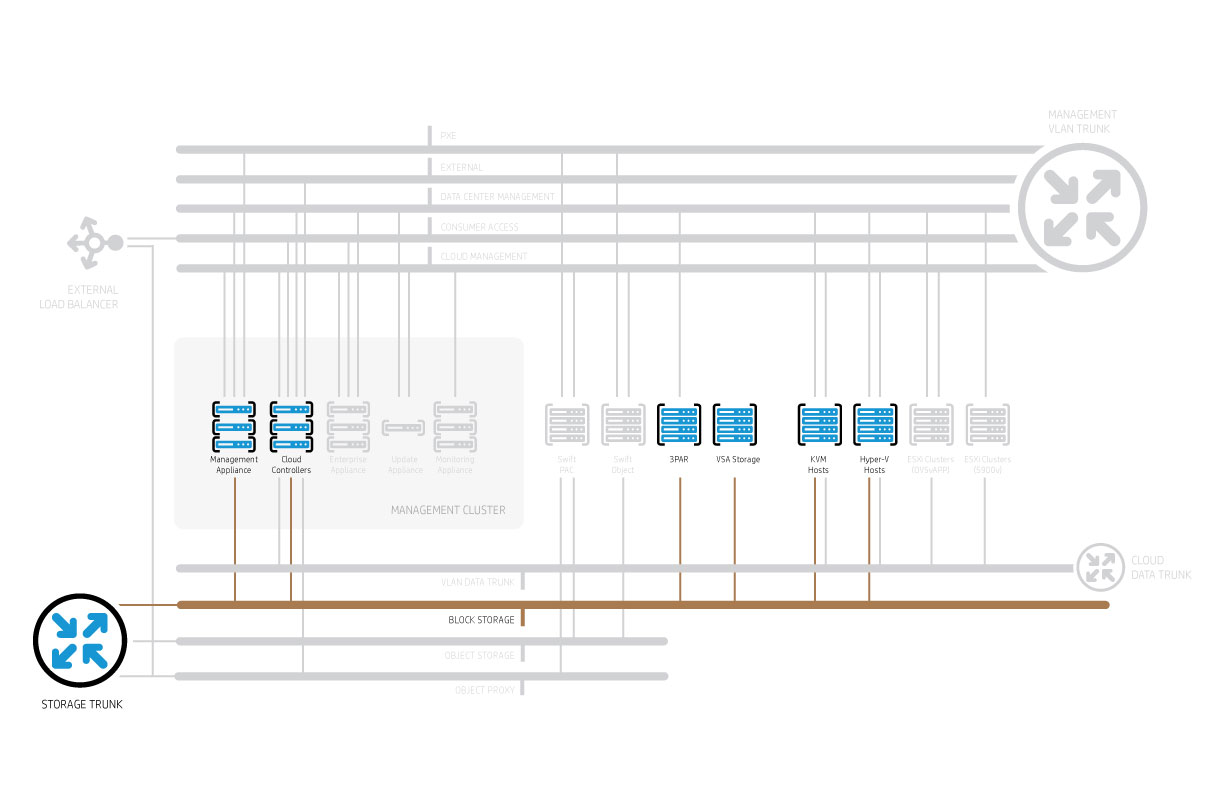 MANAGEMENT
VLAN TRUNK
PXE
EXTERNAL
DATA CENTER MANAGEMENT
CONSUMER ACCESS
CLOUD MANAGEMENT
EXTERNAL
LOAD BALANCER
Management
Appliance
Cloud
Controllers
Enterprise
Appliance
Update
Appliance
Monitoring
Appliance
Swift
PAC
Swift
Object
3PAR
VSA Storage
KVM
Hosts
Hyper-V
Hosts
ESXi Clusters
(OVSvAPP)
ESXi Clusters
(5900v)
MANAGEMENT CLUSTER
CLOUD
DATA TRUNK
VLAN DATA TRUNK
BLOCK STORAGE
OBJECT STORAGE
OBJECT PROXY
STORAGE TRUNK